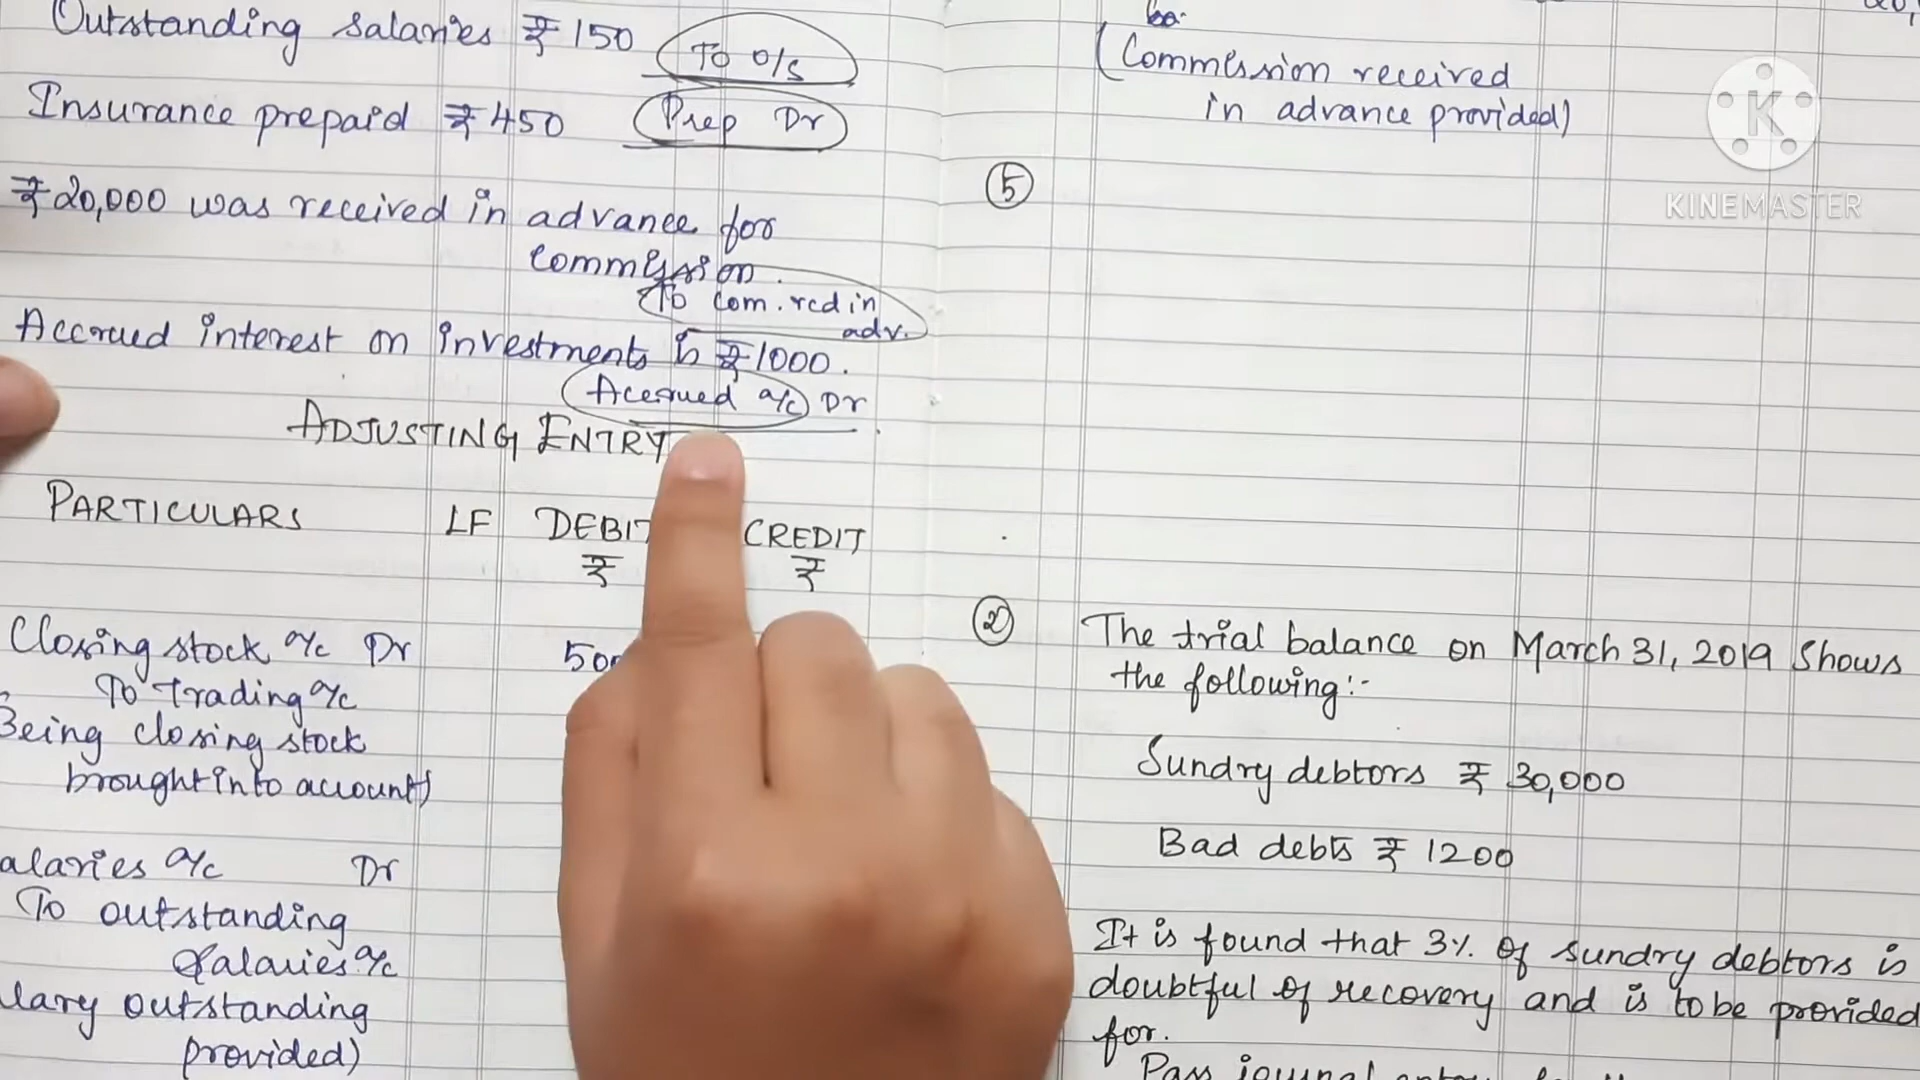 Outstanding salaries ₹ 150 To o/s
Insurance prepaid ₹ 450 Prep Dr
₹ 20,000 was received in advance for
commission.
To com. rcd in
adv.
Accrued interest on investments is ₹ 1000.
Accrued a/c Dr
ADJUSTING ENTRY
PARTICULARS LF DEBIT CREDIT
₹ ₹
Closing stock a/c Dr
To Trading a/c
Being closing stock
brought into account)
alaries a/c Dr
To outstanding
Salaries a/c
lary outstanding
provided)
(Commission received
in advance provided)
5
2 The trial balance on March 31, 2019 shows
the following:-
Sundry debtors ₹ 30,000
Bad debts ₹ 1200
It is found that 3% of sundry debtors is
doubtful of recovery and is to be provided
for.
Pass journal
K
KINEMASTER